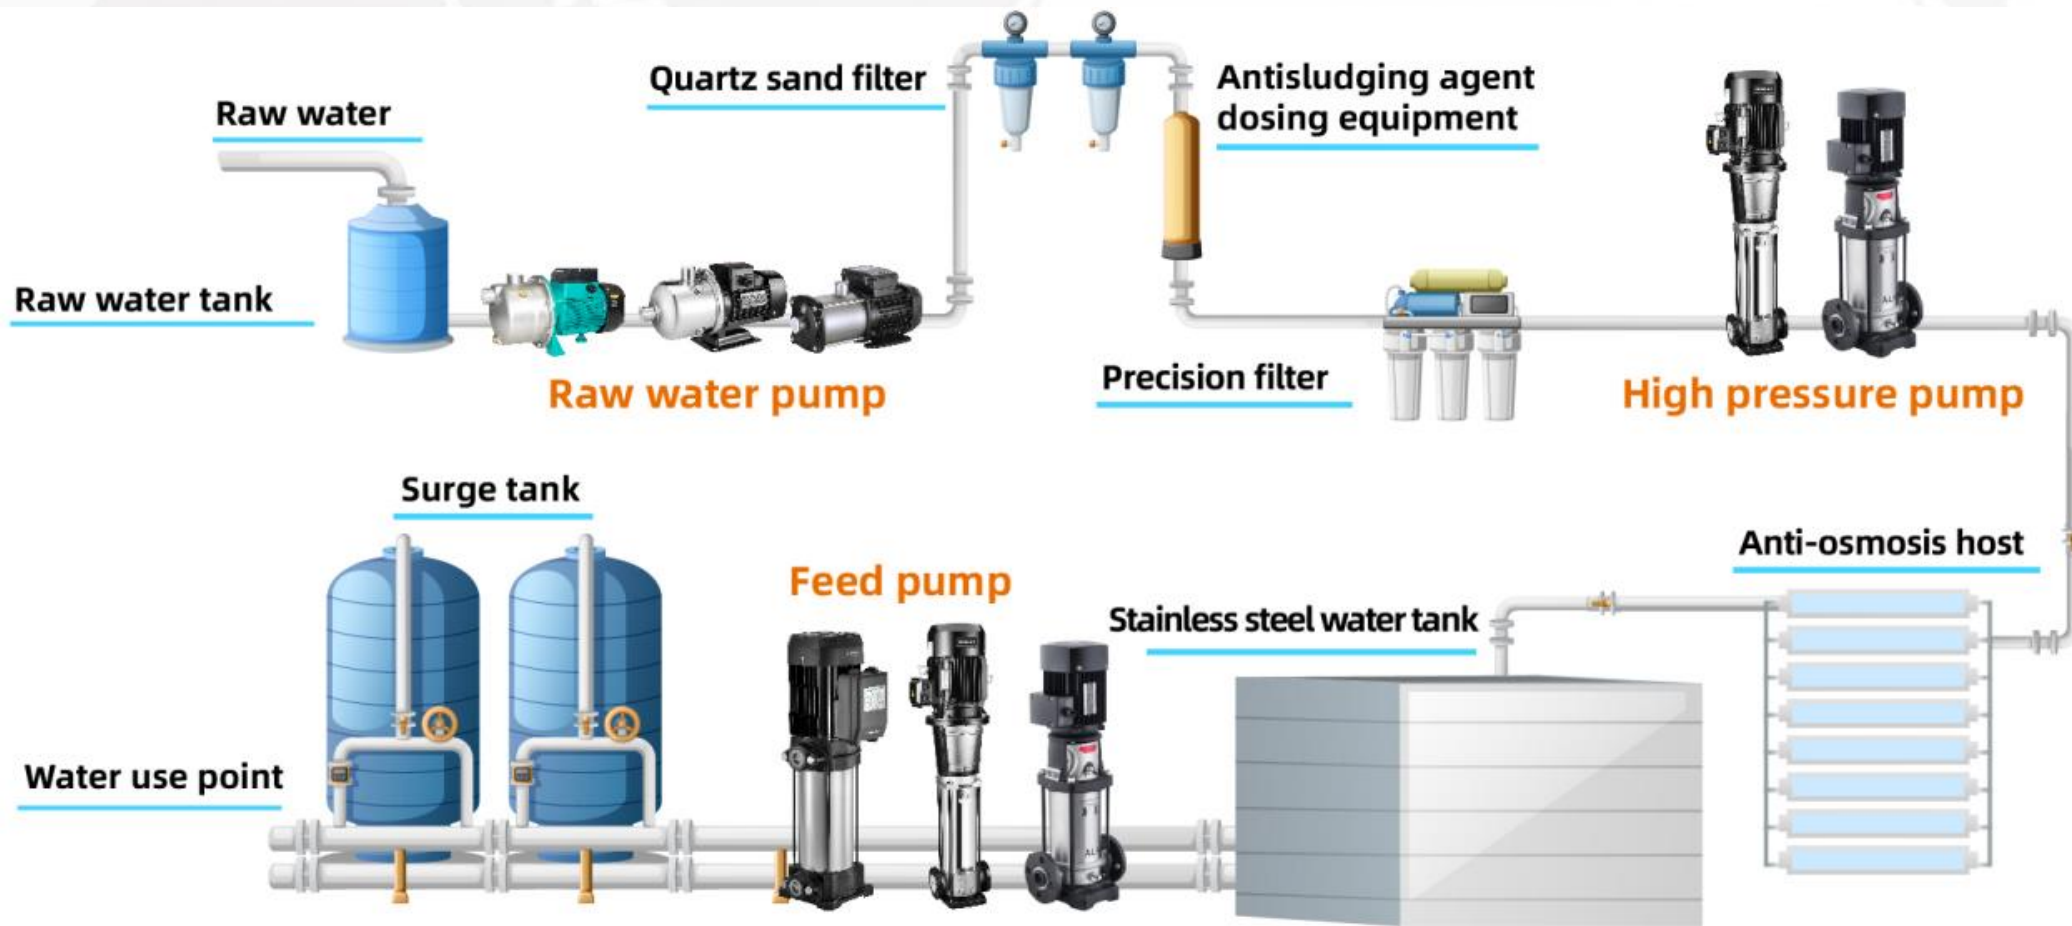 Raw water
Quartz sand filter
Antisludging agent
dosing equipment
Raw water tank
Raw water pump
Precision filter
High pressure pump
Surge tank
Feed pump
Anti-osmosis host
Stainless steel water tank
Water use point